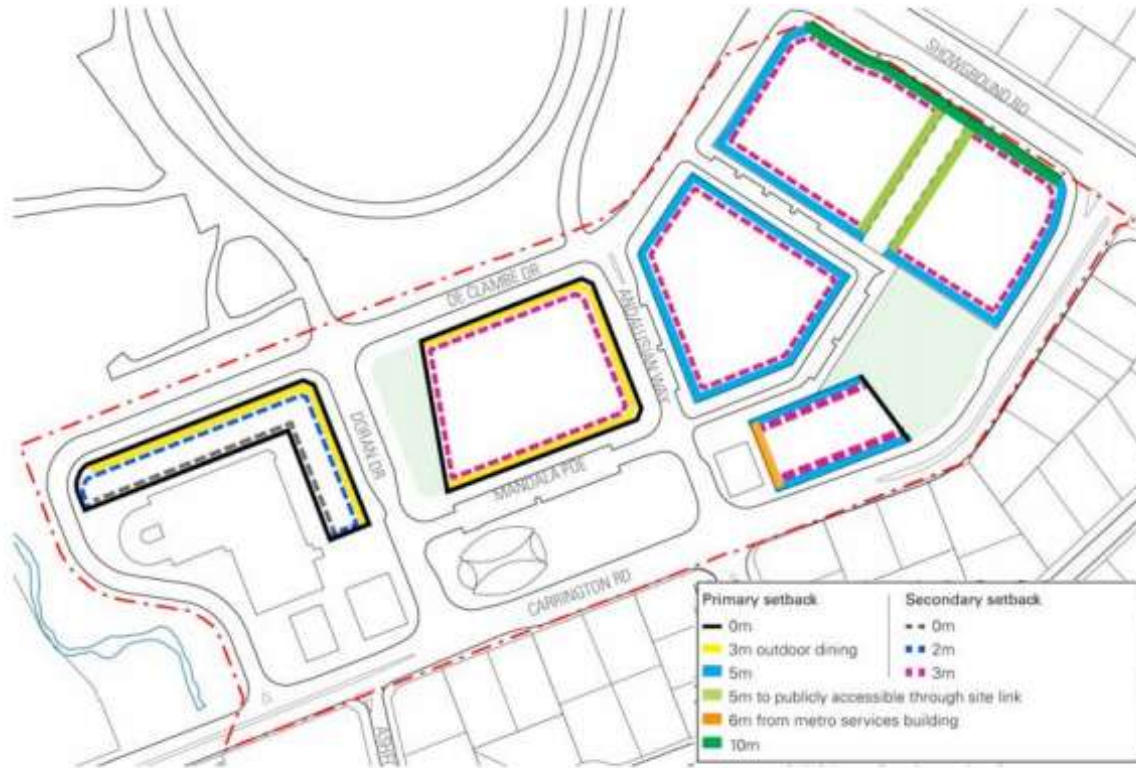 SHOWGROUND RD
DE CLAMBE DR
ANDALUSIAN WAY
DORAN DR
MANDALA PDE
CARRINGTON RD
Primary setback
0m
3m outdoor dining
5m
5m to publicly accessible through site link
6m from metro services building
10m
Secondary setback
0m
2m
3m